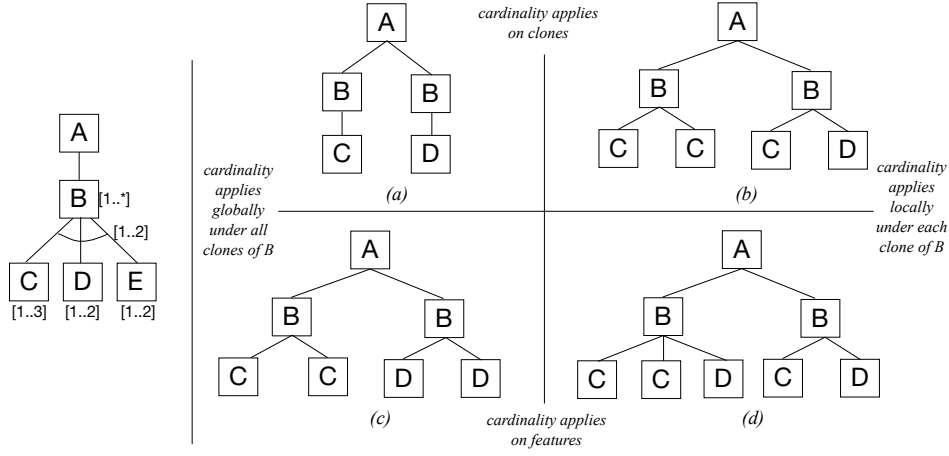 A
B [1..*]
[1..2]
C D E
[1..3] [1..2] [1..2]
cardinality applies
on clones
A
B B
C D
(a)
A
B B
C C C D
(b)
cardinality
applies
globally
under all
clones of B
cardinality
applies
locally
under each
clone of B
A
B B
C C D D
(c)
A
B B
C C D C D
(d)
cardinality applies
on features